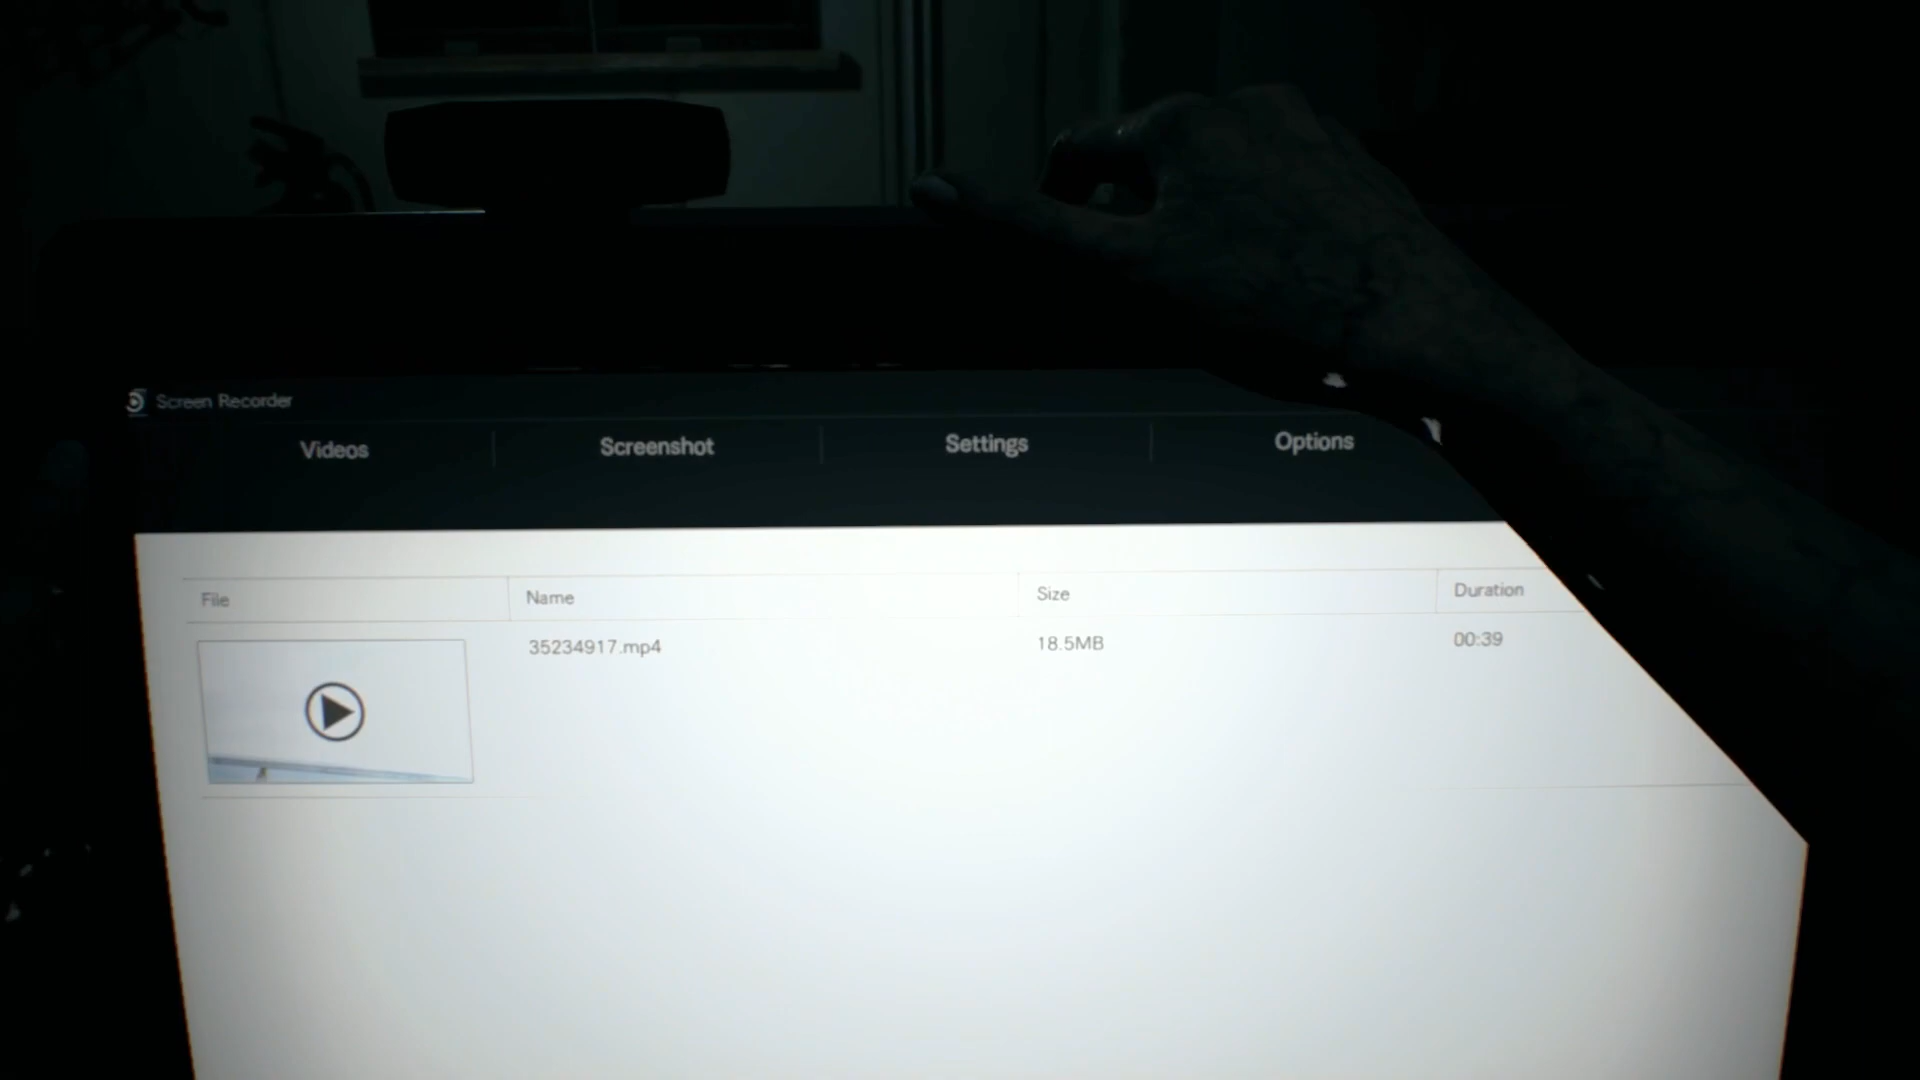 Screen Recorder
Videos Screenshot Settings Options
File Name Size Duration
35234917.mp4 18.5MB 00:39